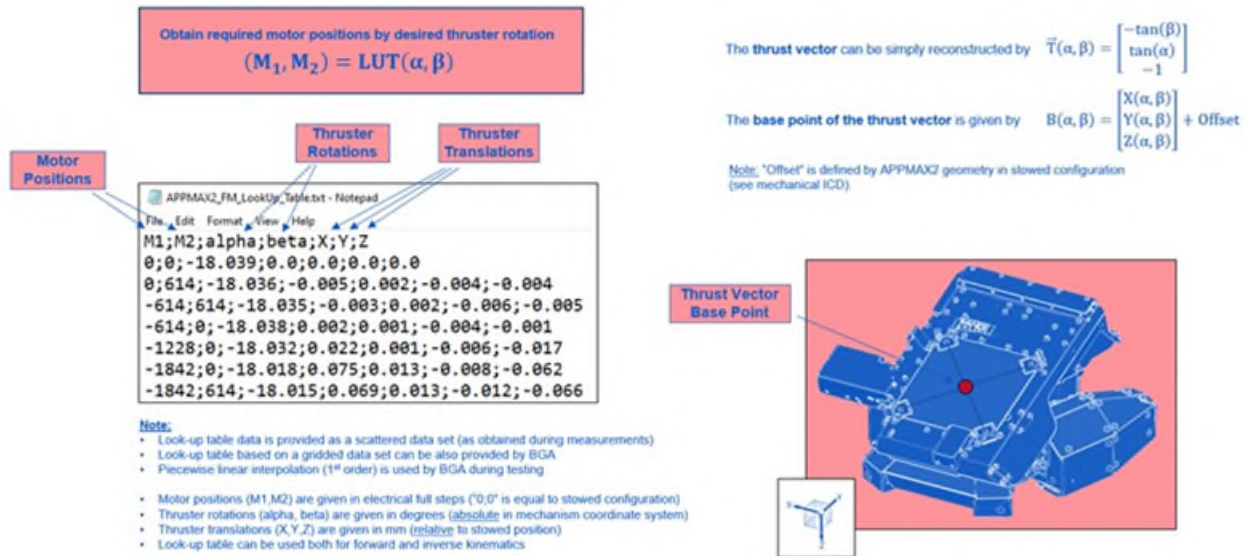 Obtain required motor positions by desired thruster rotation
(M₁, M₂) = LUT(α, β)
Motor
Positions
Thruster
Rotations
Thruster
Translations
APPMAX2_FM_LookUp_Table.txt - Notepad
File Edit Format View Help
M1;M2;alpha;beta;X;Y;Z
0;0;-18.039;0.0;0.0;0.0;0.0
0;614;-18.036;-0.005;0.002;-0.004;-0.004
-614;614;-18.035;-0.003;0.002;-0.006;-0.005
-614;0;-18.038;0.002;0.001;-0.004;-0.001
-1228;0;-18.032;0.022;0.001;-0.006;-0.017
-1842;0;-18.018;0.075;0.013;-0.008;-0.062
-1842;614;-18.015;0.069;0.013;-0.012;-0.066
Note:
• Look-up table data is provided as a scattered data set (as obtained during measurements)
• Look-up table based on a gridded data set can be also provided by BGA
• Piecewise linear interpolation (1st order) is used by BGA during testing
• Motor positions (M1,M2) are given in electrical full steps ("0;0" is equal to stowed configuration)
• Thruster rotations (alpha, beta) are given in degrees (absolute in mechanism coordinate system)
• Thruster translations (X,Y,Z) are given in mm (relative to stowed position)
• Look-up table can be used both for forward and inverse kinematics
The thrust vector can be simply reconstructed by T⃗(α, β) = [−tan(β) tan(α) −1]
The base point of the thrust vector is given by B(α, β) = [X(α, β) Y(α, β) Z(α, β)] + Offset
Note: "Offset" is defined by APPMAX2 geometry in stowed configuration
(see mechanical ICD).
Thrust Vector
Base Point